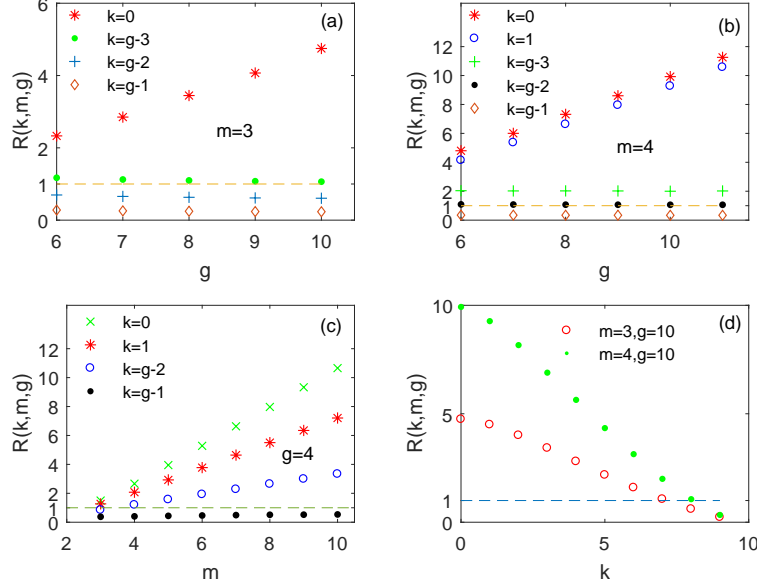 (a)
k=0
k=g-3
k=g-2
k=g-1
m=3
R(k,m,g)
6
4
2
1
0
6 7 8 9 10
g
(b)
k=0
k=1
k=g-3
k=g-2
k=g-1
m=4
R(k,m,g)
14
12
10
8
6
4
2
1
0
6 8 10
g
(c)
k=0
k=1
k=g-2
k=g-1
g=4
R(k,m,g)
12
10
8
6
4
2
1
0
2 4 6 8 10
m
(d)
m=3,g=10
m=4,g=10
R(k,m,g)
10
5
1
0
0 5 10
k